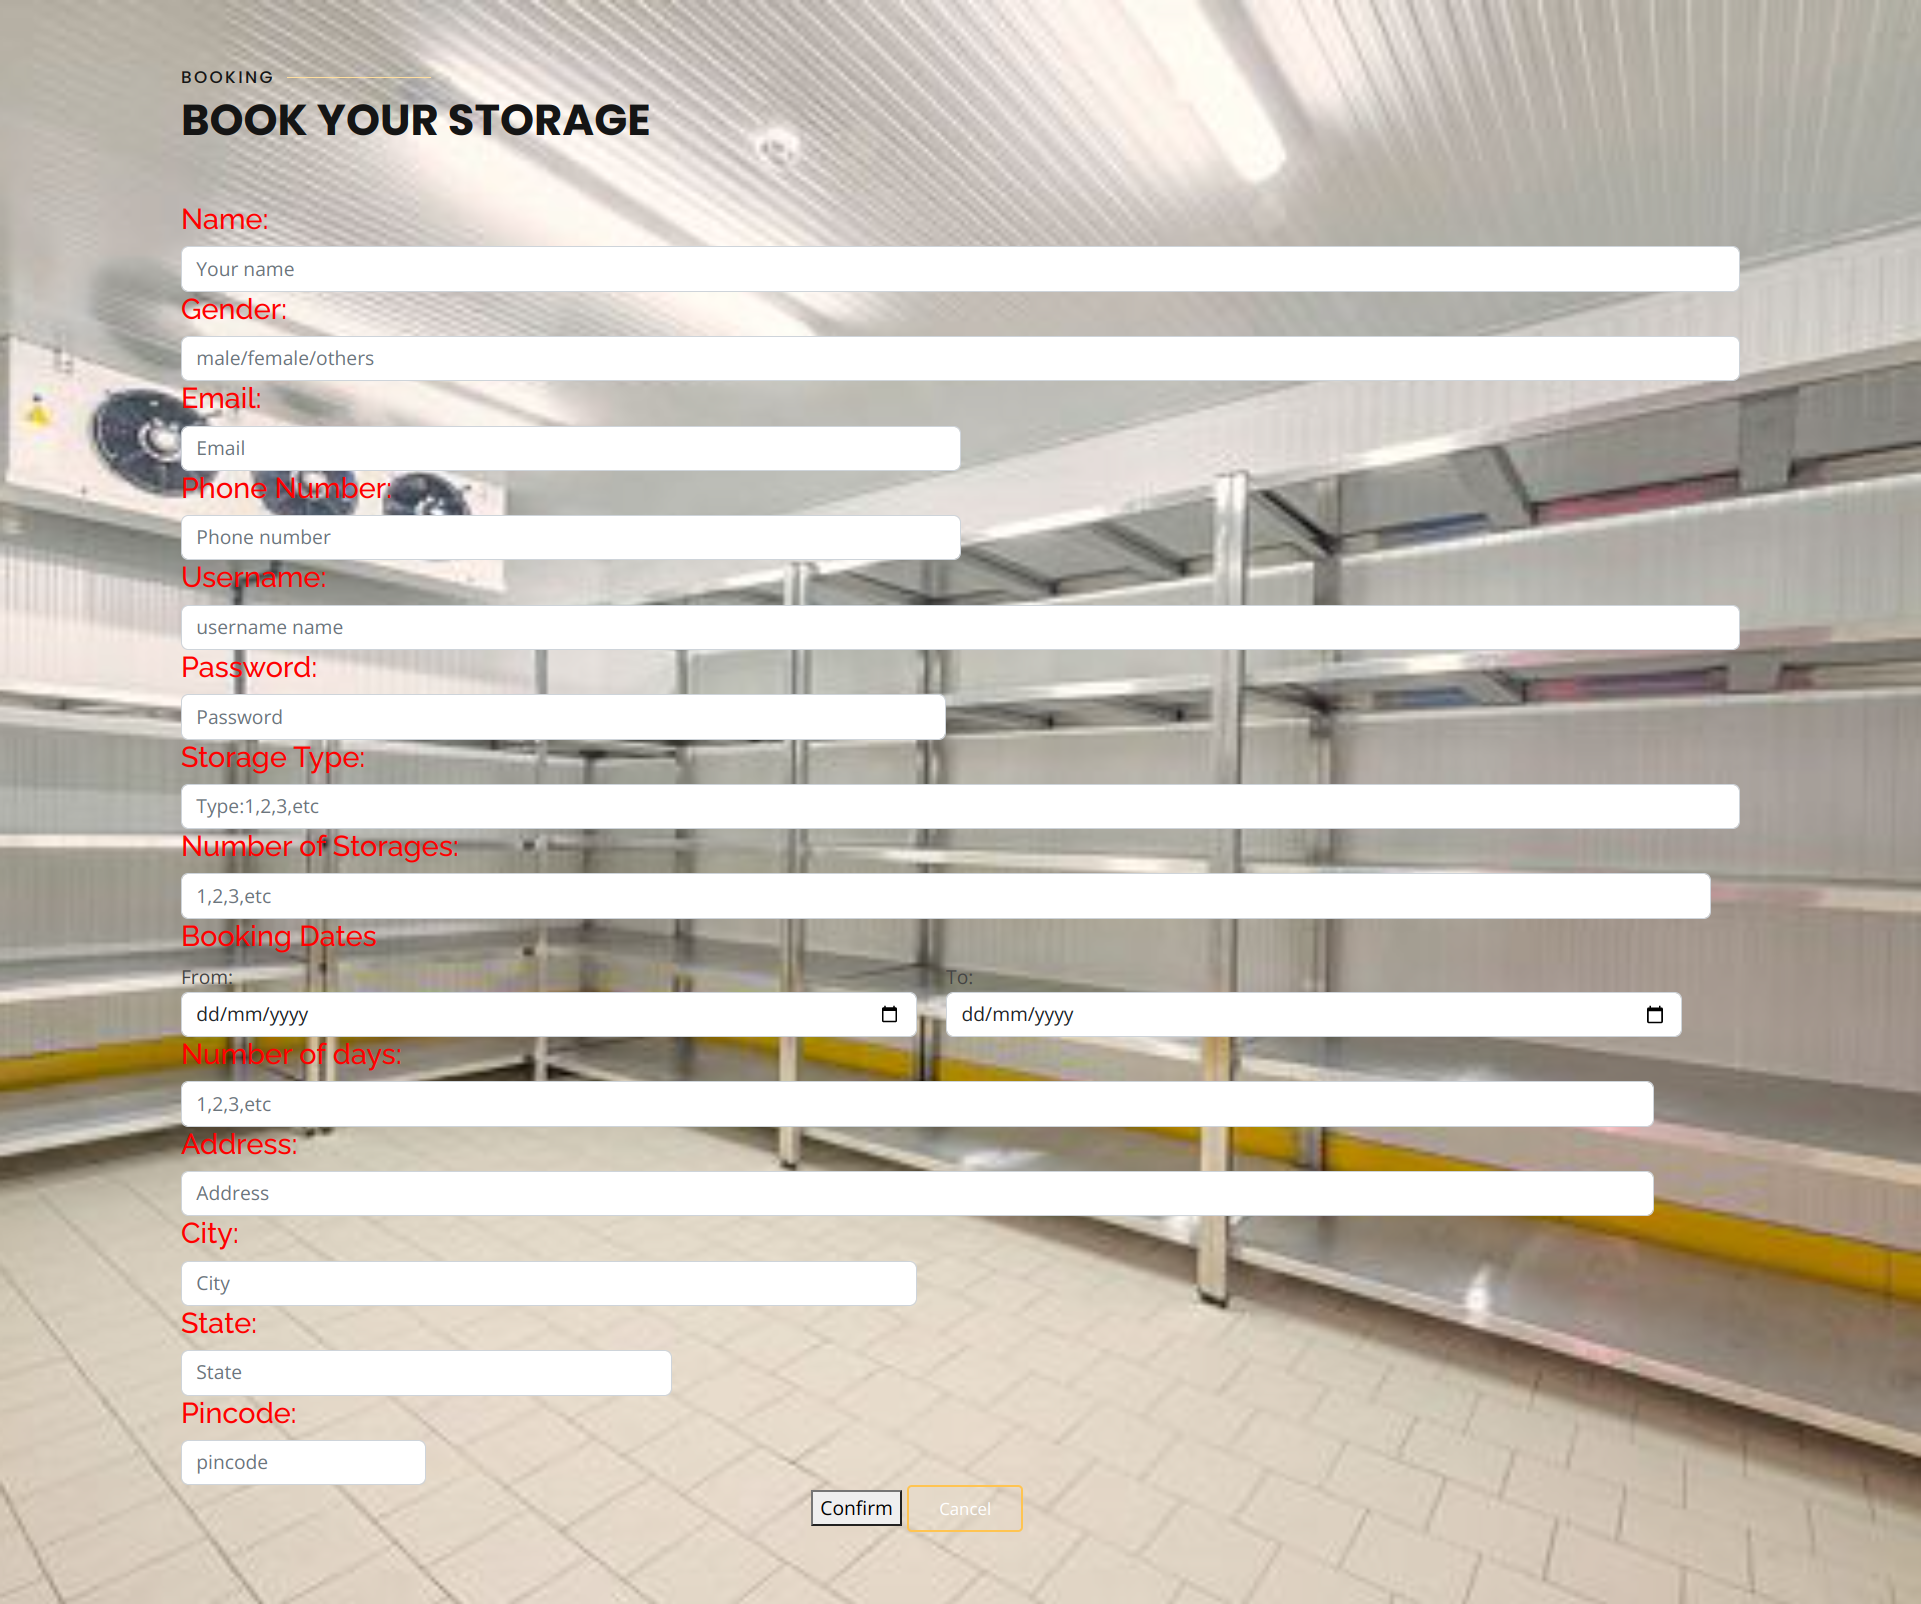 BOOKING
BOOK YOUR STORAGE
Name:
Your name
Gender:
male/female/others
Email:
Email
Phone Number:
Phone number
Username:
username name
Password:
Password
Storage Type:
Type:1,2,3,etc
Number of Storages:
1,2,3,etc
Booking Dates
From: To:
dd/mm/yyyy dd/mm/yyyy
Number of days:
1,2,3,etc
Address:
Address
City:
City
State:
State
Pincode:
pincode
Confirm Cancel